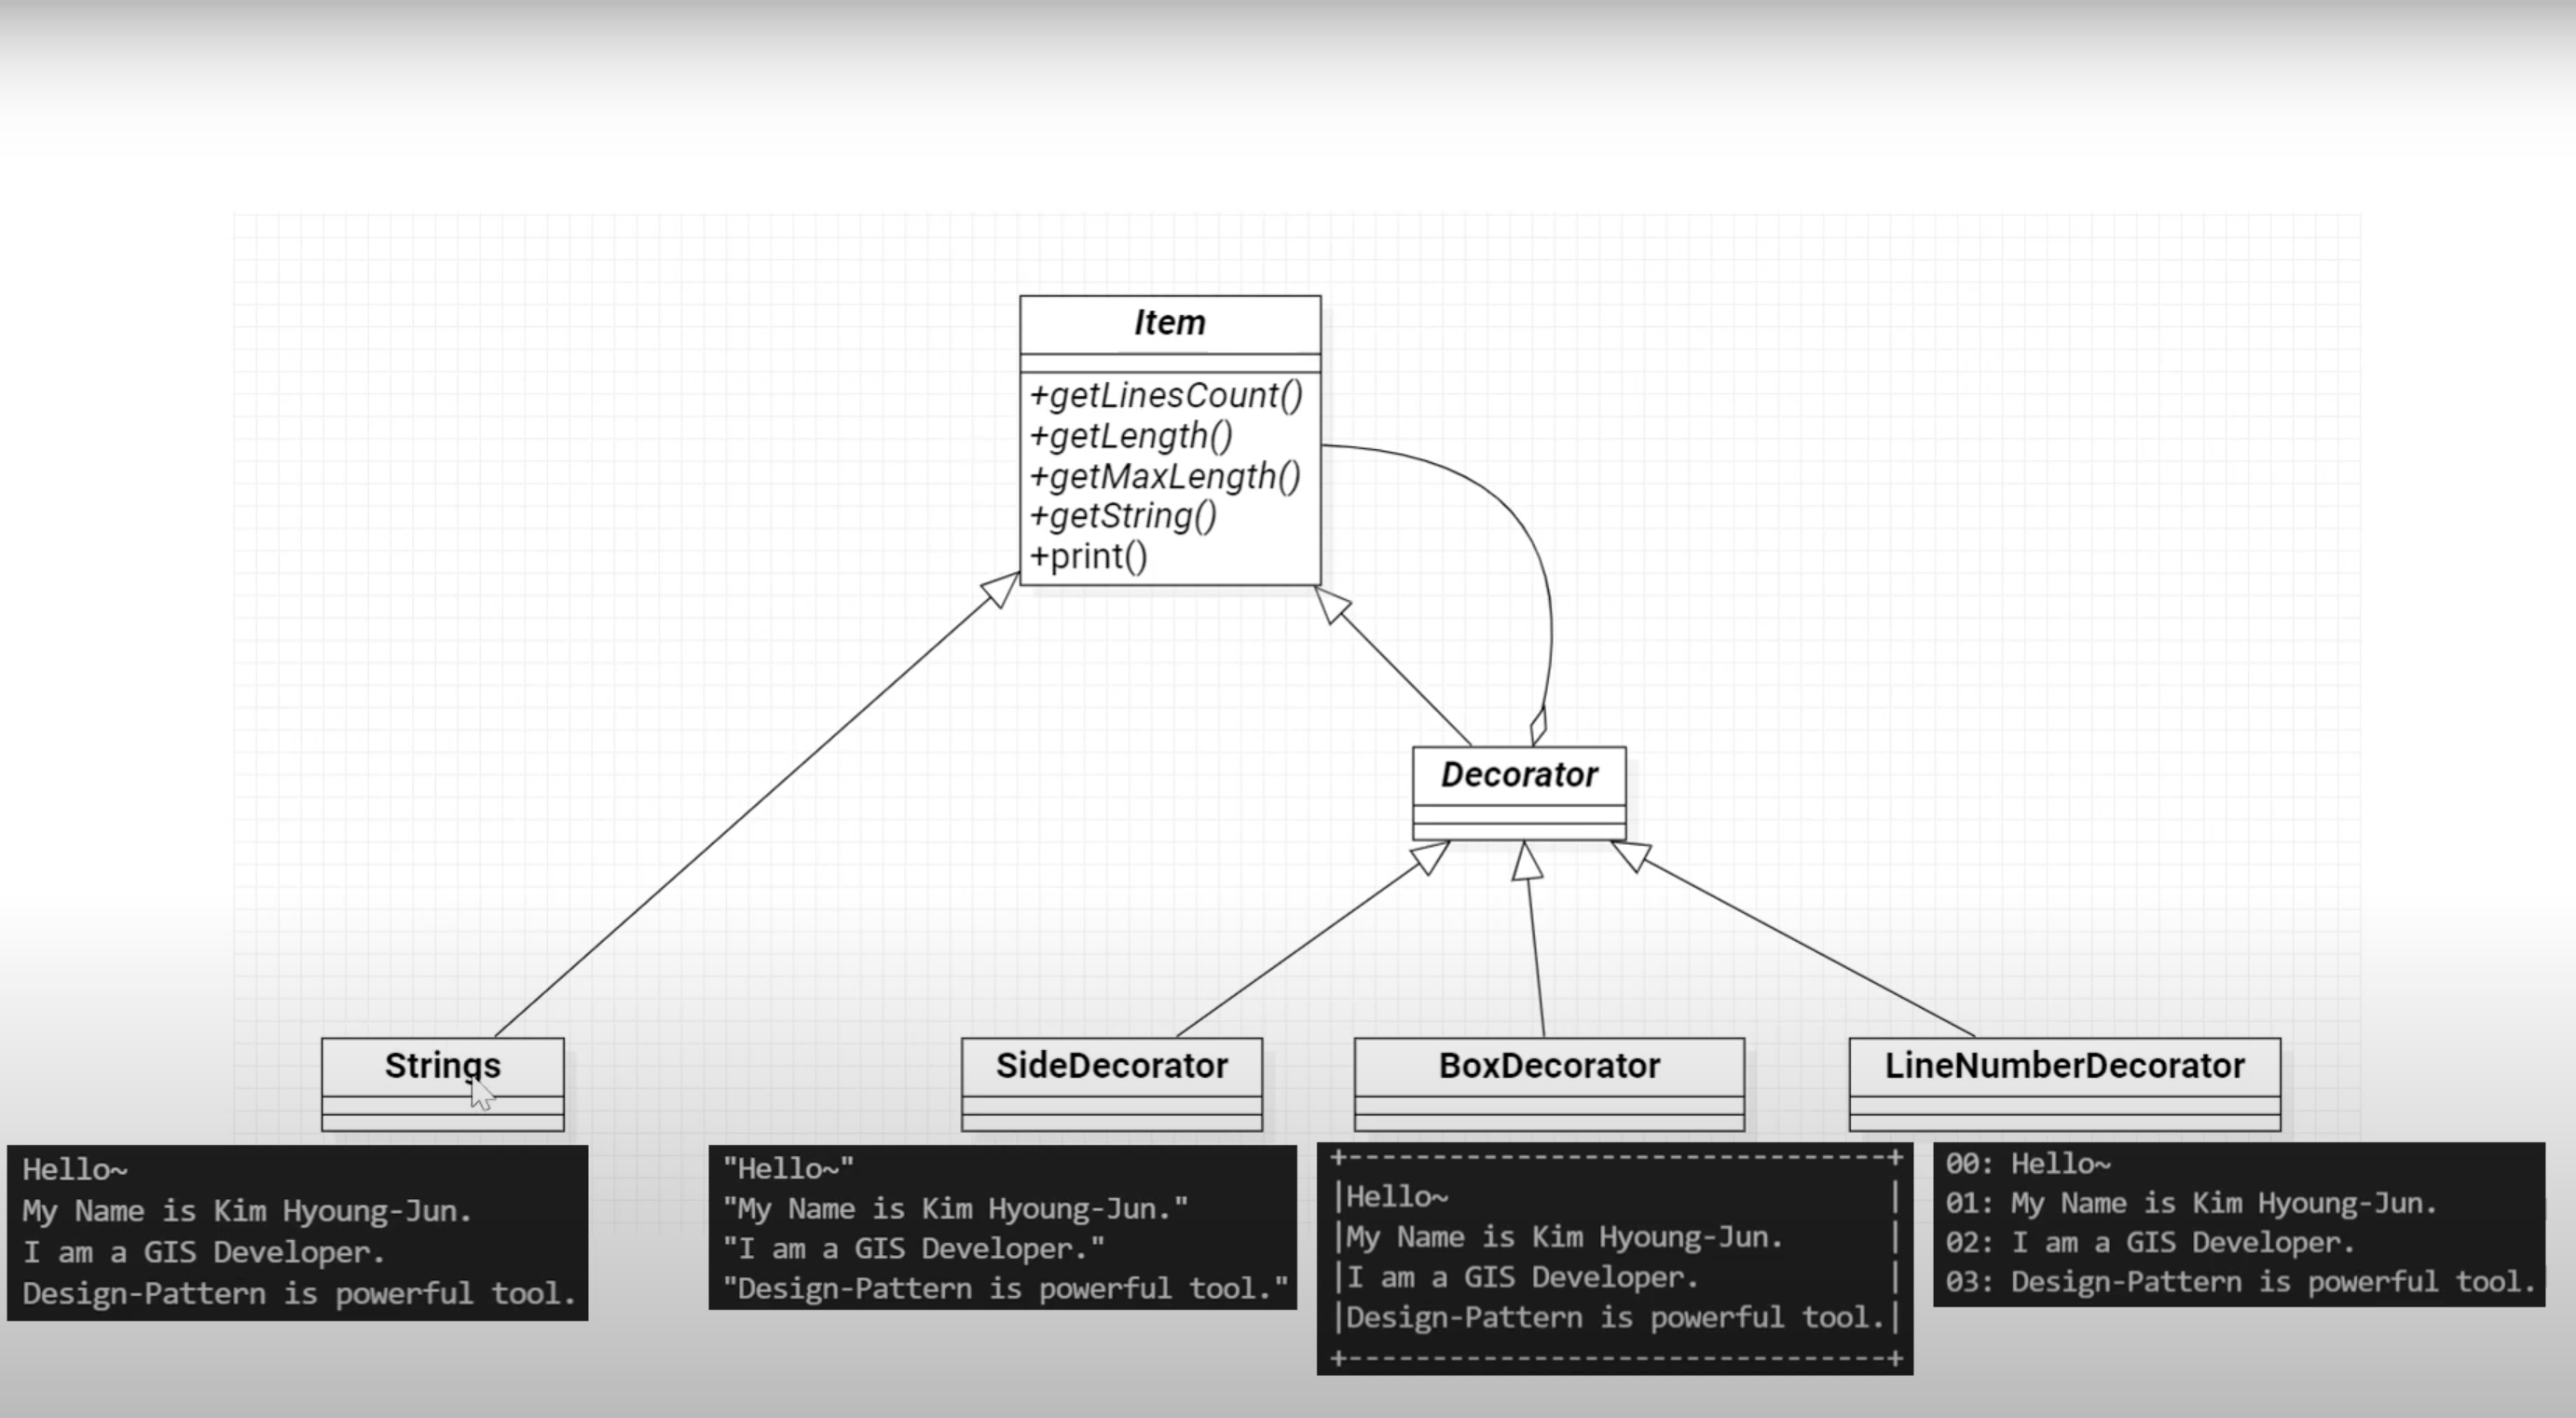 Item
+getLinesCount()
+getLength()
+getMaxLength()
+getString()
+print()
Decorator
Strings
SideDecorator
BoxDecorator
LineNumberDecorator
Hello~
My Name is Kim Hyoung-Jun.
I am a GIS Developer.
Design-Pattern is powerful tool.
"Hello~"
"My Name is Kim Hyoung-Jun."
"I am a GIS Developer."
"Design-Pattern is powerful tool."
+--------------------------------+
|Hello~                          |
|My Name is Kim Hyoung-Jun.      |
|I am a GIS Developer.           |
|Design-Pattern is powerful tool.|
+--------------------------------+
00: Hello~
01: My Name is Kim Hyoung-Jun.
02: I am a GIS Developer.
03: Design-Pattern is powerful tool.